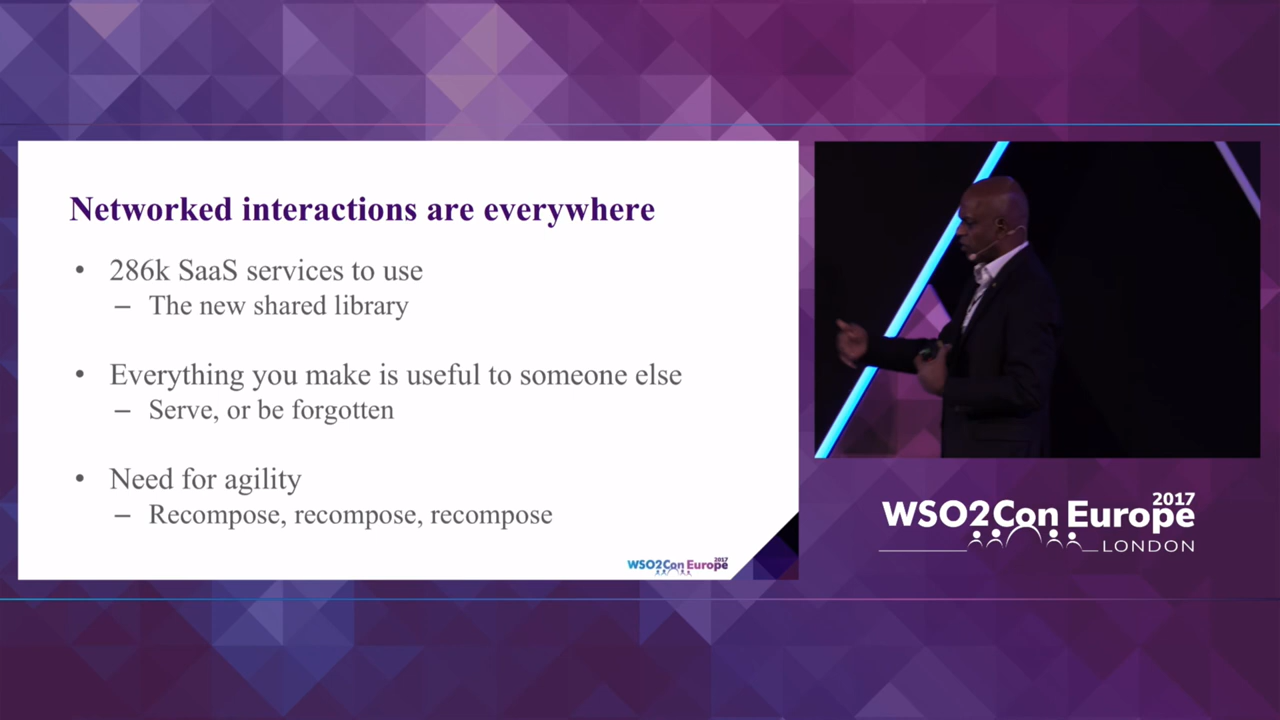 Networked interactions are everywhere
• 286k SaaS services to use
– The new shared library
• Everything you make is useful to someone else
– Serve, or be forgotten
• Need for agility
– Recompose, recompose, recompose
WSO2Con Europe 2017
WSO2Con Europe 2017
LONDON